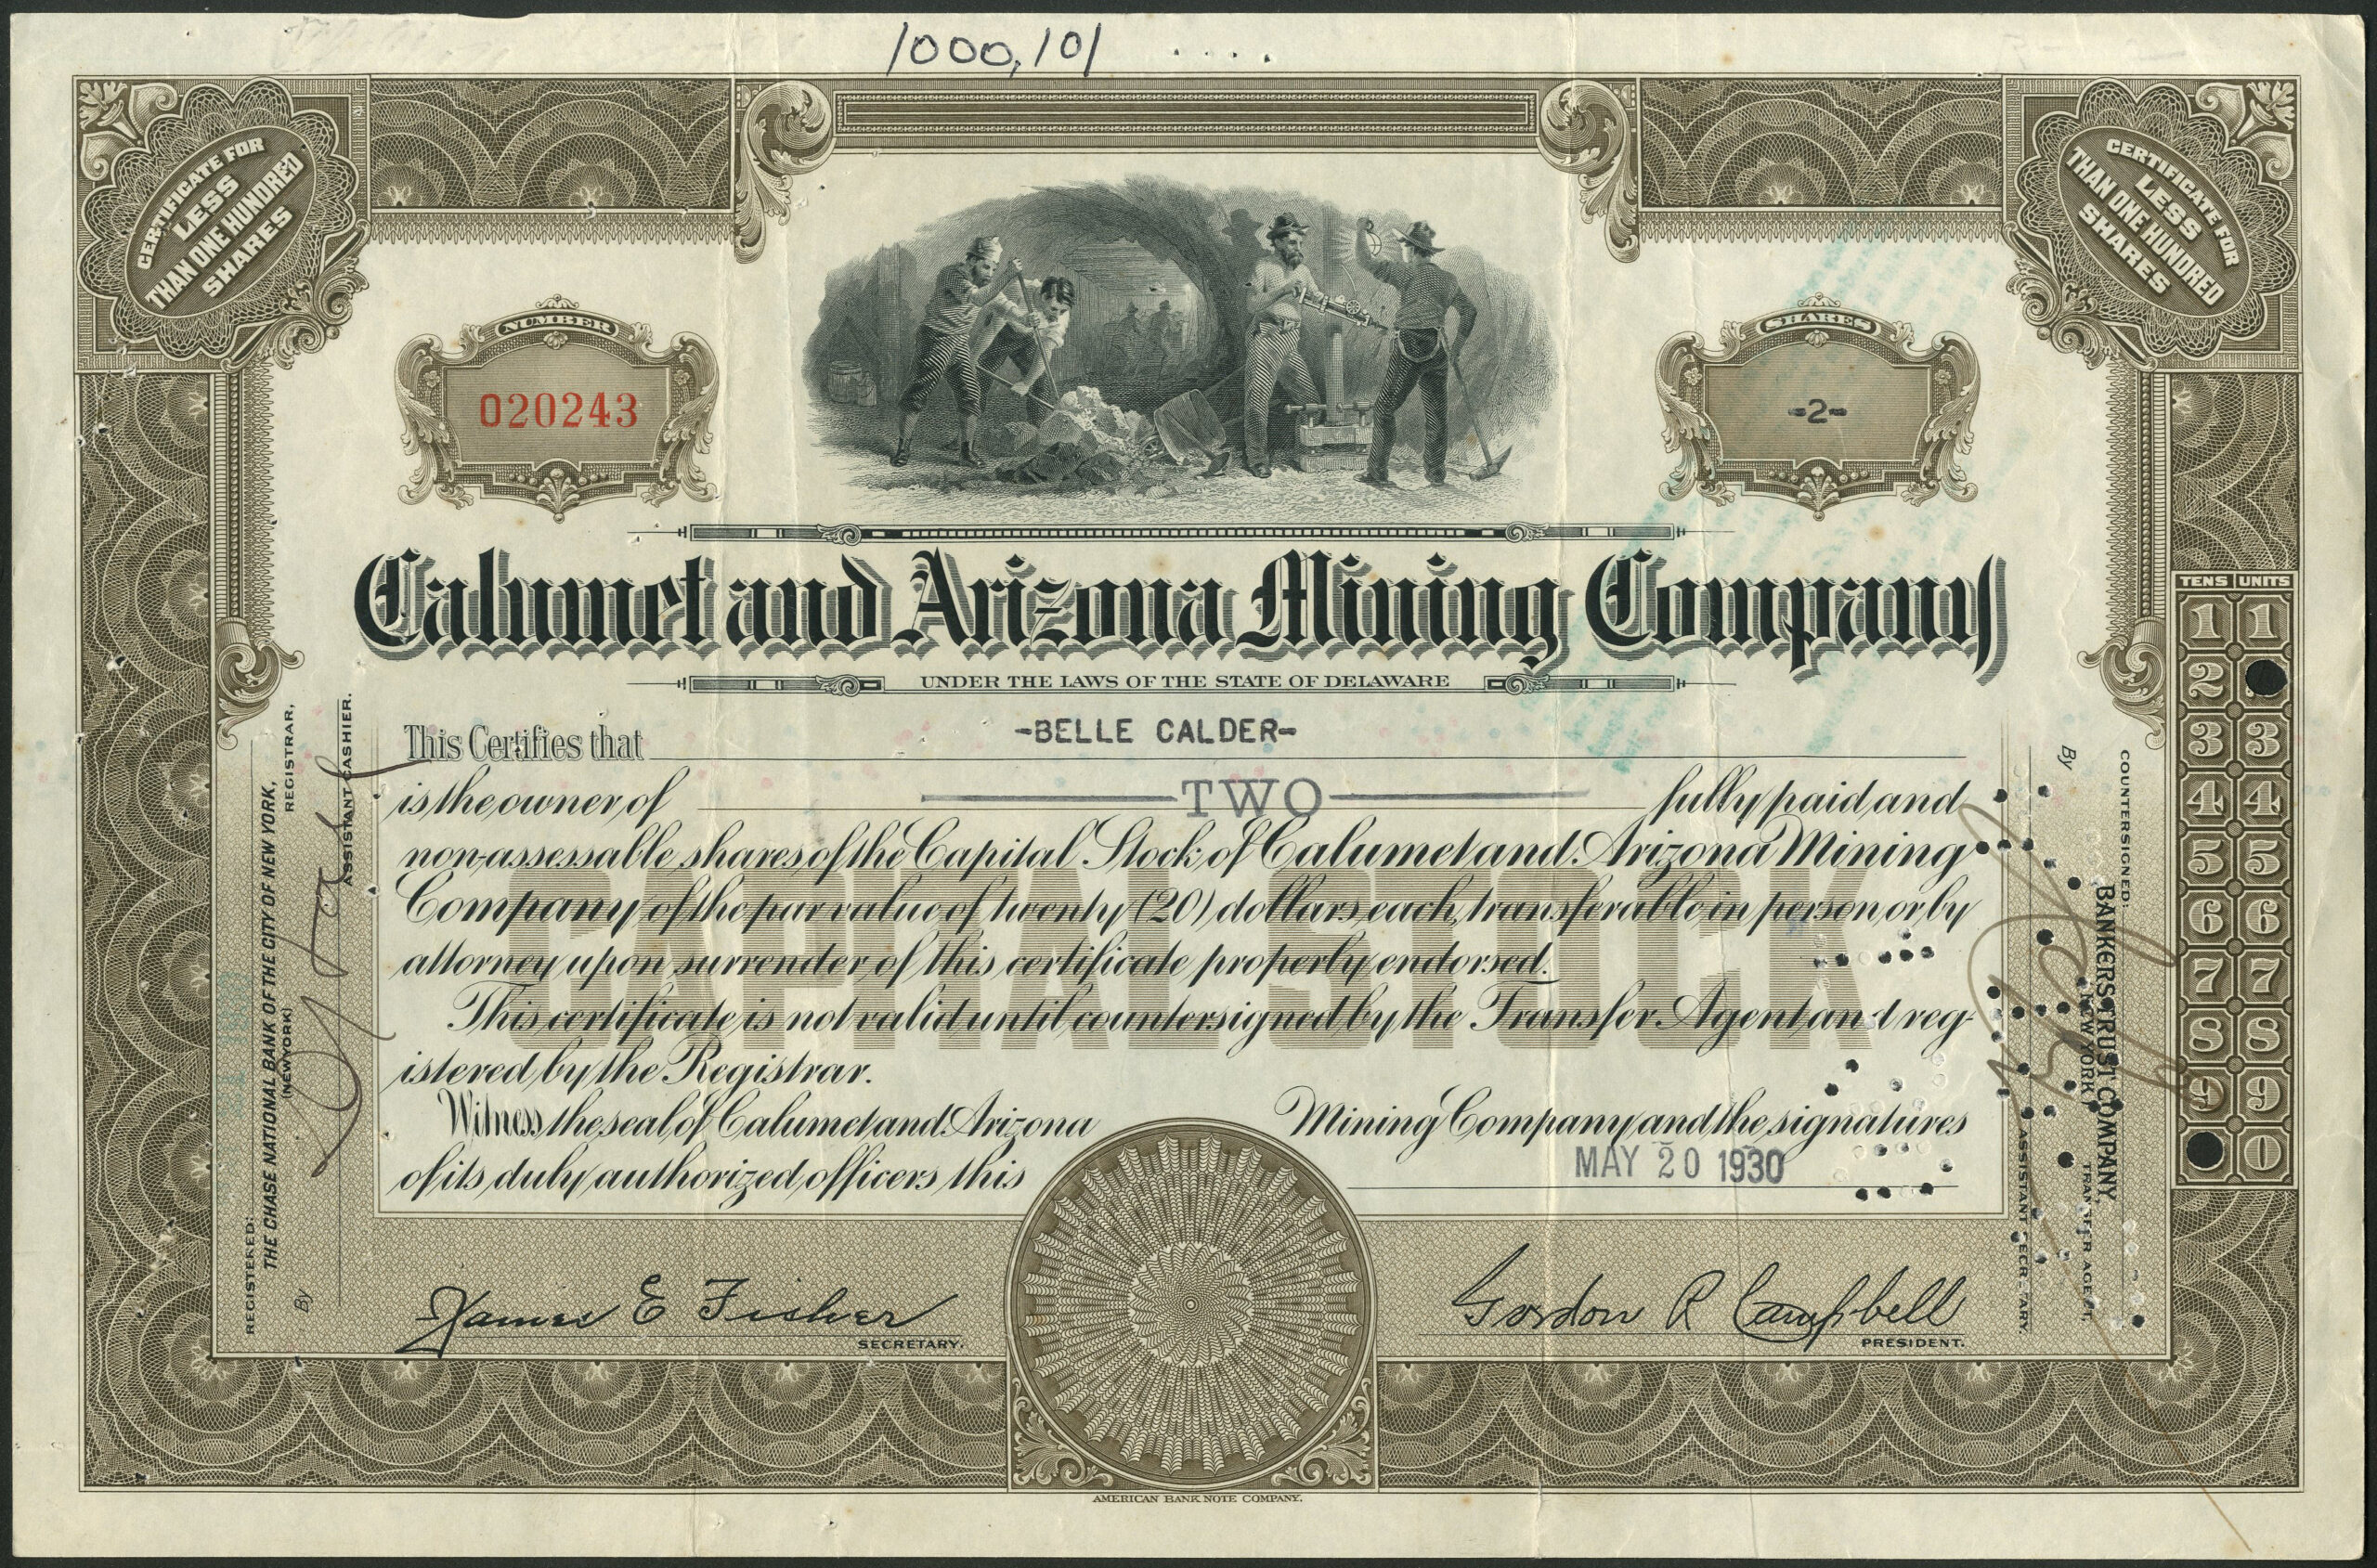 1000,101
CERTIFICATE FOR
LESS
THAN ONE HUNDRED
SHARES
CERTIFICATE FOR
LESS
THAN ONE HUNDRED
SHARES
NUMBER
020243
SHARES
-2-
Calumet and Arizona Mining Company
UNDER THE LAWS OF THE STATE OF DELAWARE
This Certifies that -BELLE CALDER-
is the owner of TWO fully paid and
non-assessable shares of the Capital Stock of Calumet and Arizona Mining
Company of the par value of twenty (20) dollars each, transferable in person or by
attorney upon surrender of this certificate properly endorsed.
This certificate is not valid until countersigned by the Transfer Agent and reg-
istered by the Registrar.
Witness the seal of Calumet and Arizona Mining Company and the signatures
of its duly authorized officers this MAY 20 1930
CAPITAL STOCK
James E Fisher
SECRETARY.
Gordon R Campbell
PRESIDENT.
AMERICAN BANK NOTE COMPANY.
REGISTERED:
THE CHASE NATIONAL BANK OF THE CITY OF NEW YORK,
(NEW YORK)
REGISTRAR,
By
ASSISTANT CASHIER.
COUNTERSIGNED:
BANKERS TRUST COMPANY,
(NEW YORK)
TRANSFER AGENT,
By
ASSISTANT SECRETARY.
TENS UNITS
1 1
2
3 3
4 4
5 5
6 6
7 7
8 8
9 9
0